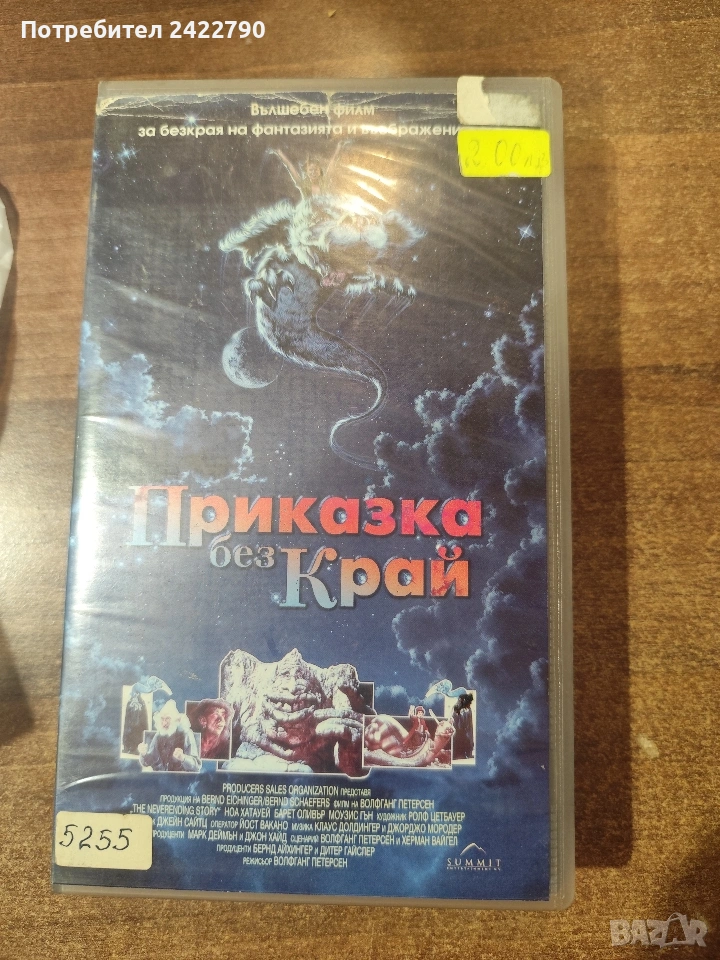 Потребител 2422790
Вълшебен филм
за безкрая на фантазията и въображени
2.00лв
Приказка
без Край
PRODUCERS SALES ORGANIZATION ПРЕДСТАВЯ
ПРОДУКЦИЯ НА BERND EICHINGER/BERND SCHAEFERS ФИЛМ НА ВОЛФГАНГ ПЕТЕРСЕН
"THE NEVERENDING STORY" НОА ХАТАУЕЙ БАРЕТ ОЛИВЪР МОУЗИС ГЪН ХУДОЖНИК РОЛФ ЦЕТБАУЕР
ДЖЕЙН САЙТЦ ОПЕРАТОР ЙОСТ ВАКАНО МУЗИКА КЛАУС ДОЛДИНГЕР И ДЖОРДЖО МОРОДЕР
ПРОДУЦЕНТИ МАРК ДЕЙМЪН И ДЖОН ХАЙД СЦЕНАРИЙ ВОЛФГАНГ ПЕТЕРСЕН И ХЕРМАН ВАЙГЕЛ
ПРОДУЦЕНТИ БЕРНД АЙХИНГЕР И ДИТЕР ГАЙСЛЕР
РЕЖИСЬОР ВОЛФГАНГ ПЕТЕРСЕН
5255
SUMMIT
BAZAR